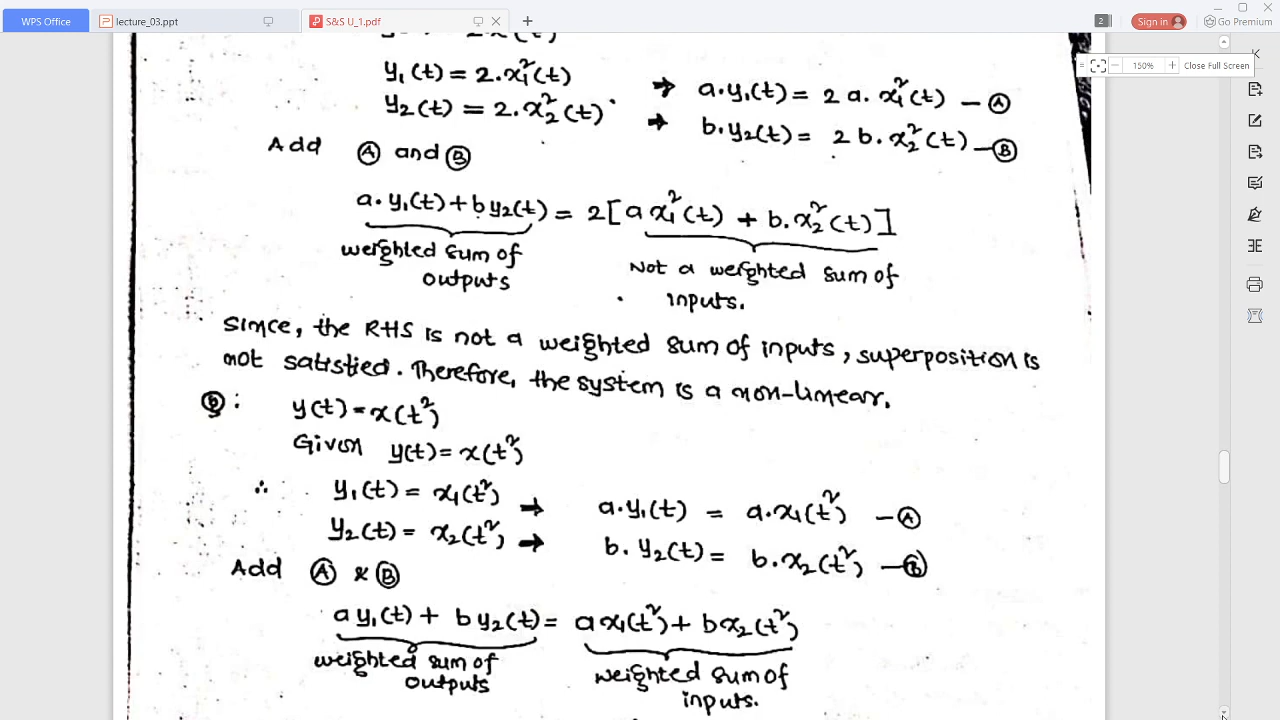 WPS Office lecture_03.ppt S&S U_1.pdf 2 Sign in Go Premium
150% Close Full Screen
y₁(t) = 2.x₁²(t) → a.y₁(t) = 2 a. x₁²(t) — Ⓐ
y₂(t) = 2.x₂²(t) → b.y₂(t) = 2 b. x₂²(t) — Ⓑ
Add Ⓐ and Ⓑ
a. y₁(t) + b y₂(t) = 2[a x₁²(t) + b. x₂²(t)]
weighted sum of outputs
Not a weighted sum of inputs.
Since, the RHS is not a weighted sum of inputs, superposition is
not satisfied. Therefore, the system is a non-linear.
y(t) = x(t²)
Given y(t) = x(t²)
∴ y₁(t) = x₁(t²) → a.y₁(t) = a.x₁(t²) — Ⓐ
y₂(t) = x₂(t²) → b. y₂(t) = b.x₂(t²) — Ⓑ
Add Ⓐ & Ⓑ
a y₁(t) + b y₂(t) = a x₁(t²) + b x₂(t²)
weighted sum of outputs
weighted sum of inputs.